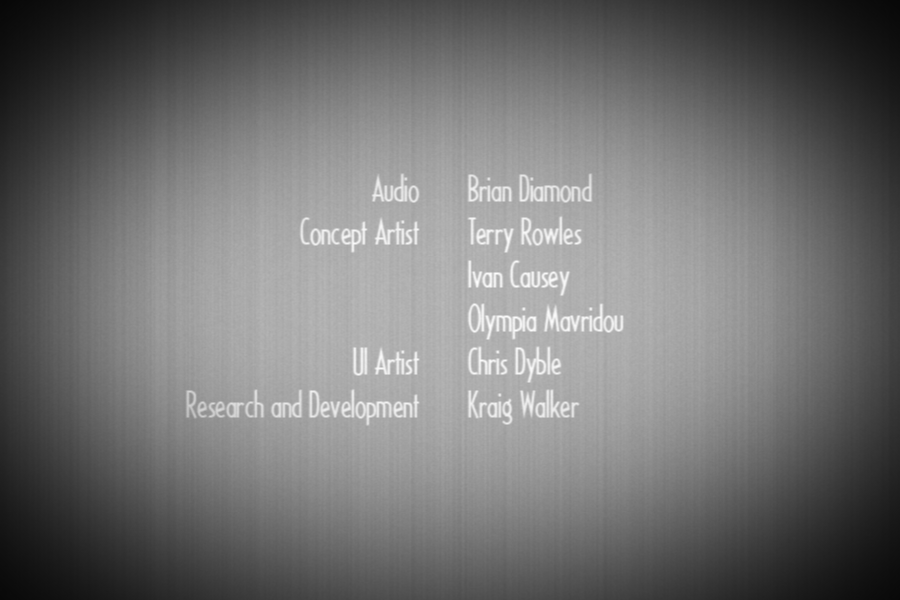 Audio Brian Diamond
Concept Artist Terry Rowles
Ivan Causey
Olympia Mavridou
UI Artist Chris Dyble
Research and Development Kraig Walker